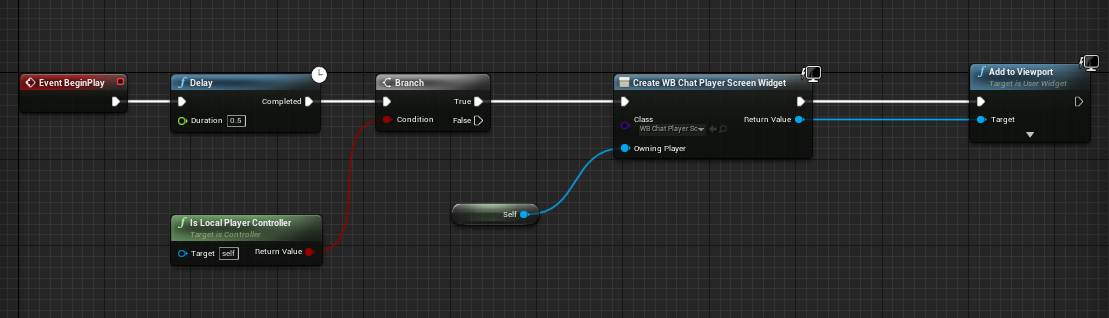 Event BeginPlay
Delay
Completed
Duration 0.5
Branch
True
Condition
False
Create WB Chat Player Screen Widget
Class
WB Chat Player Sc
Return Value
Owning Player
Add to Viewport
Target is User Widget
Target
Is Local Player Controller
Target is Controller
Target self
Return Value
Self